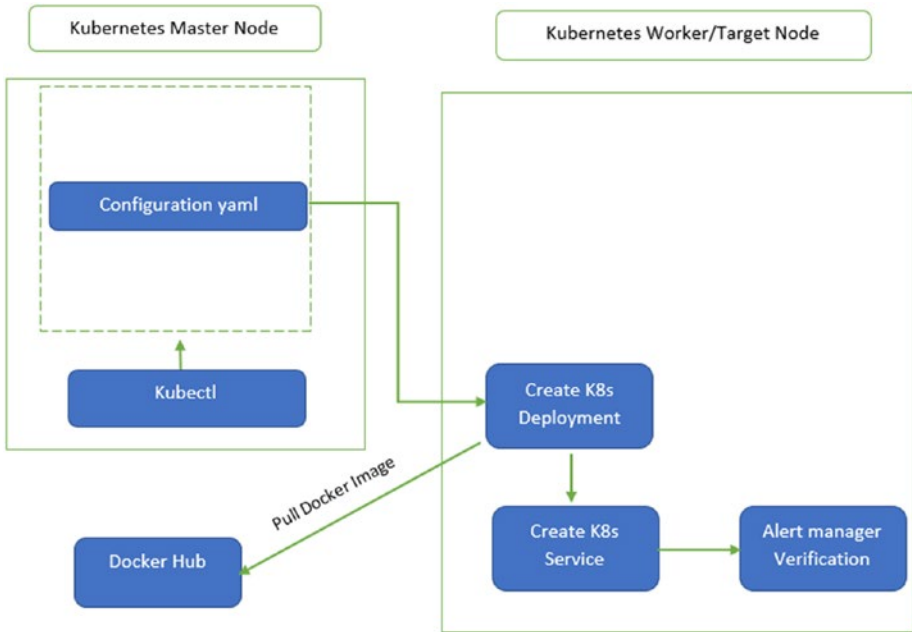 Kubernetes Master Node
Kubernetes Worker/Target Node
Configuration yaml
Kubectl
Create K8s
Deployment
Pull Docker Image
Docker Hub
Create K8s
Service
Alert manager
Verification